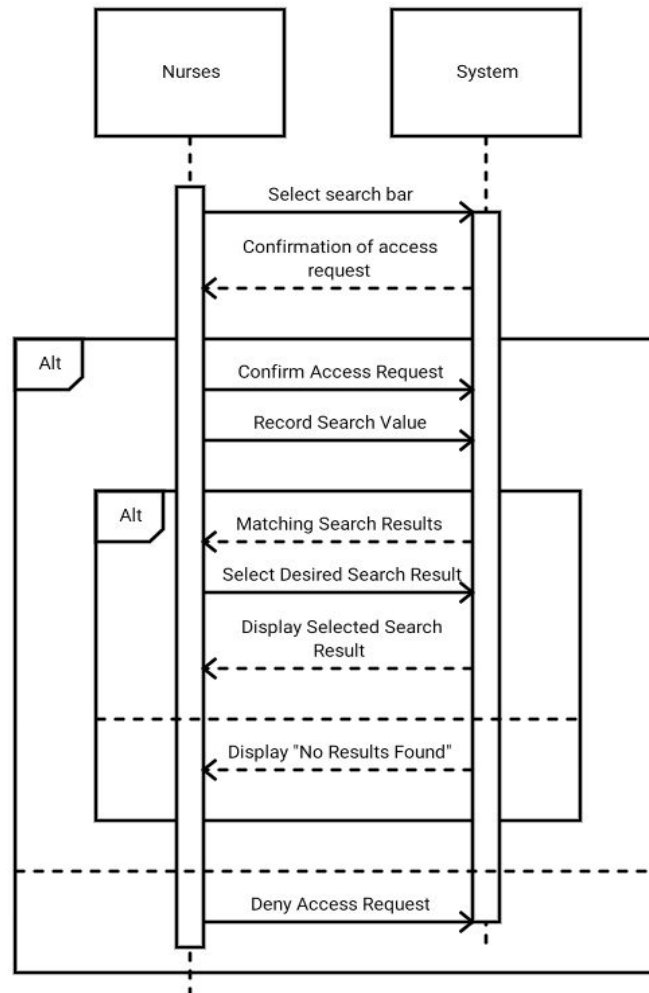 Nurses
System
Select search bar
Confirmation of access
request
Alt
Confirm Access Request
Record Search Value
Alt
Matching Search Results
Select Desired Search Result
Display Selected Search
Result
Display "No Results Found"
Deny Access Request